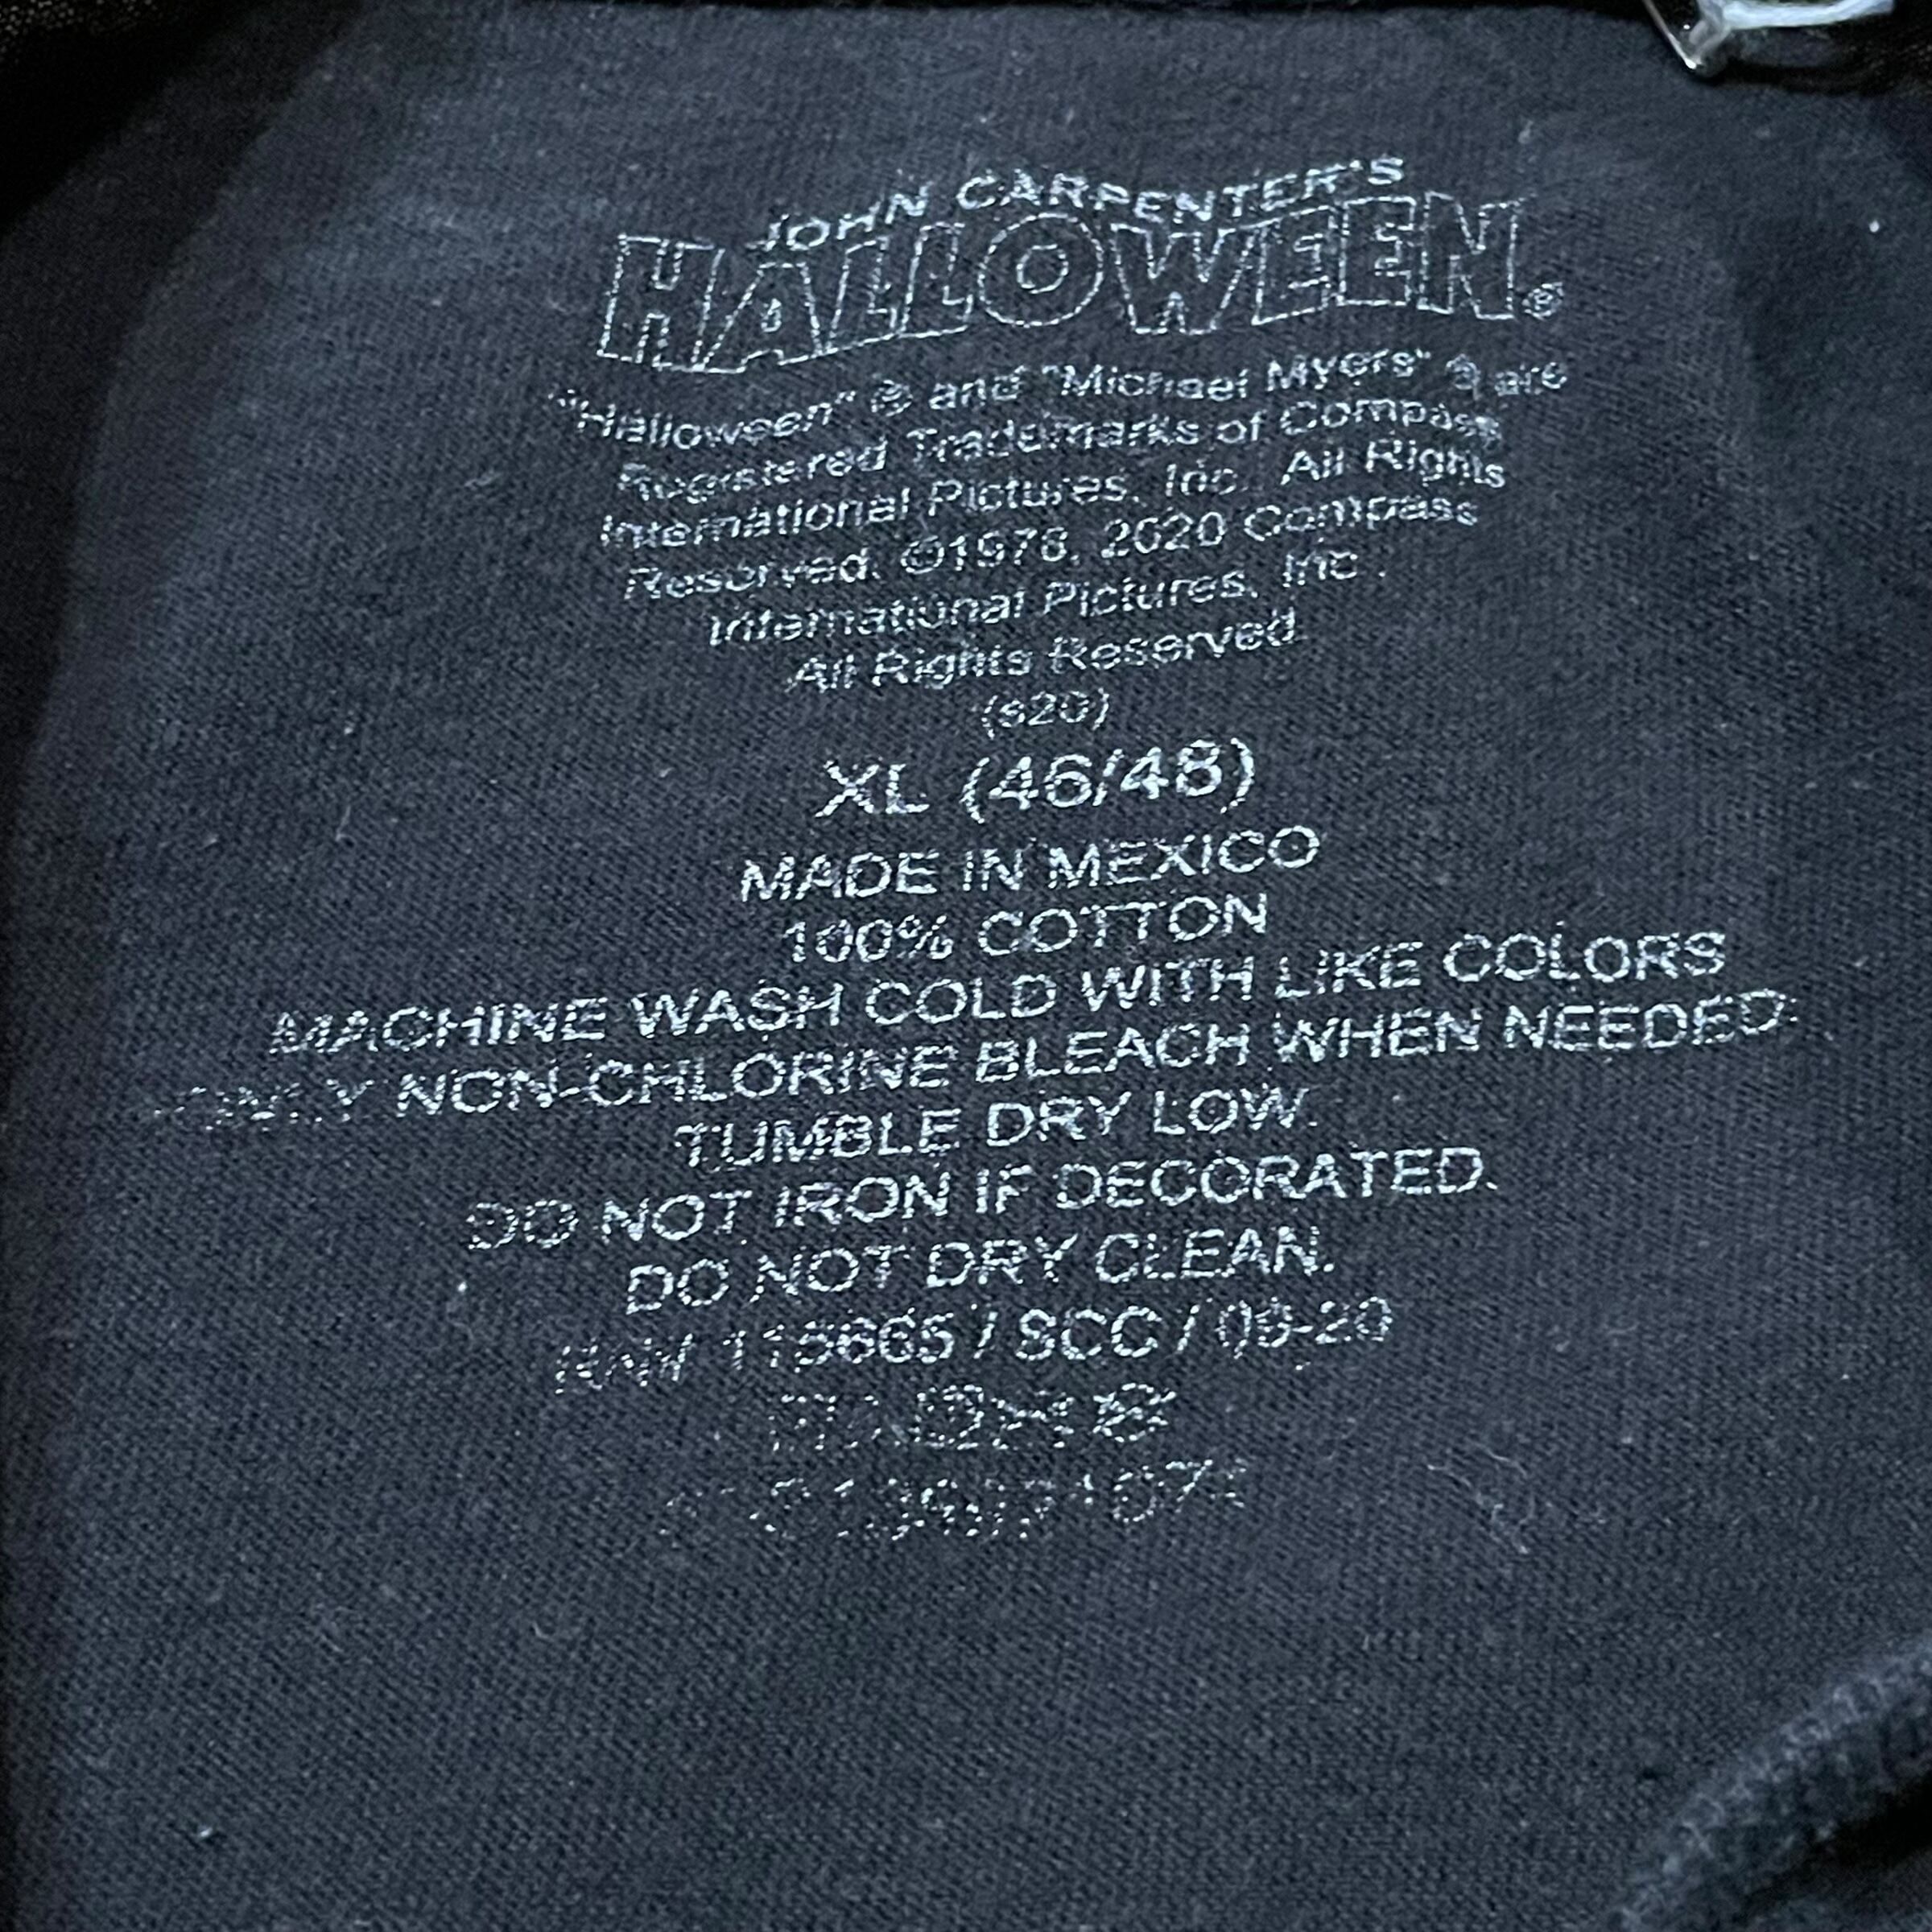 JOHN CARPENTER'S
HALLOWEEN®
"Halloween" ® and "Michael Myers" ® are
Registered Trademarks of Compass
International Pictures, Inc. All Rights
Reserved. ©1978, 2020 Compass
International Pictures, Inc.
All Rights Reserved
(s20)
XL (46/48)
MADE IN MEXICO
100% COTTON
MACHINE WASH COLD WITH LIKE COLORS
ONLY NON-CHLORINE BLEACH WHEN NEEDED.
TUMBLE DRY LOW.
DO NOT IRON IF DECORATED.
DO NOT DRY CLEAN.
115665 / SCC /